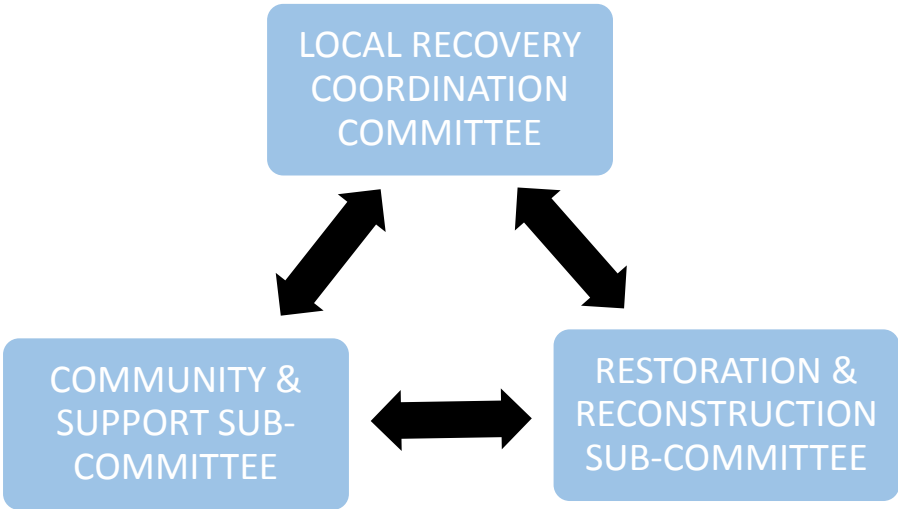 LOCAL RECOVERY
COORDINATION
COMMITTEE
COMMUNITY &
SUPPORT SUB-
COMMITTEE
RESTORATION &
RECONSTRUCTION
SUB-COMMITTEE